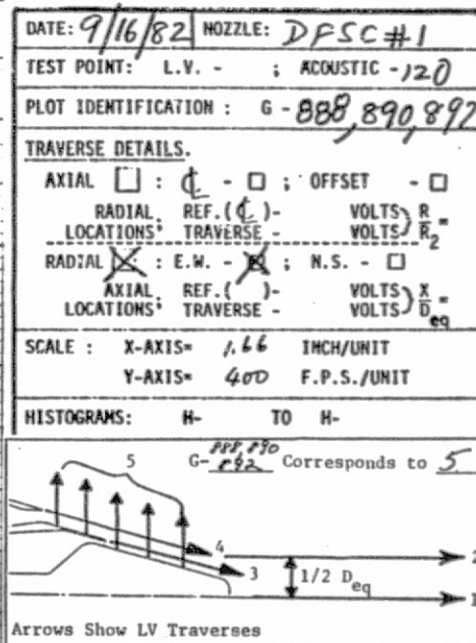 DATE: 9/16/82 NOZZLE: DFSC#1
TEST POINT: L.V. - ; ACOUSTIC -120
PLOT IDENTIFICATION : G - 888,890,892
TRAVERSE DETAILS.
AXIAL : ℄ - ; OFFSET -
RADIAL REF.(℄)- VOLTS R
LOCATIONS: TRAVERSE - VOLTS R2 =
RADIAL : E.W. - ; N.S. -
AXIAL REF.( )- VOLTS X
LOCATIONS: TRAVERSE - VOLTS Deq =
SCALE : X-AXIS= 1.66 INCH/UNIT
Y-AXIS= 400 F.P.S./UNIT
HISTOGRAMS: H- TO H-
G- 888,890 892 Corresponds to 5
5
4
3
2
1/2 Deq
1
Arrows Show LV Traverses